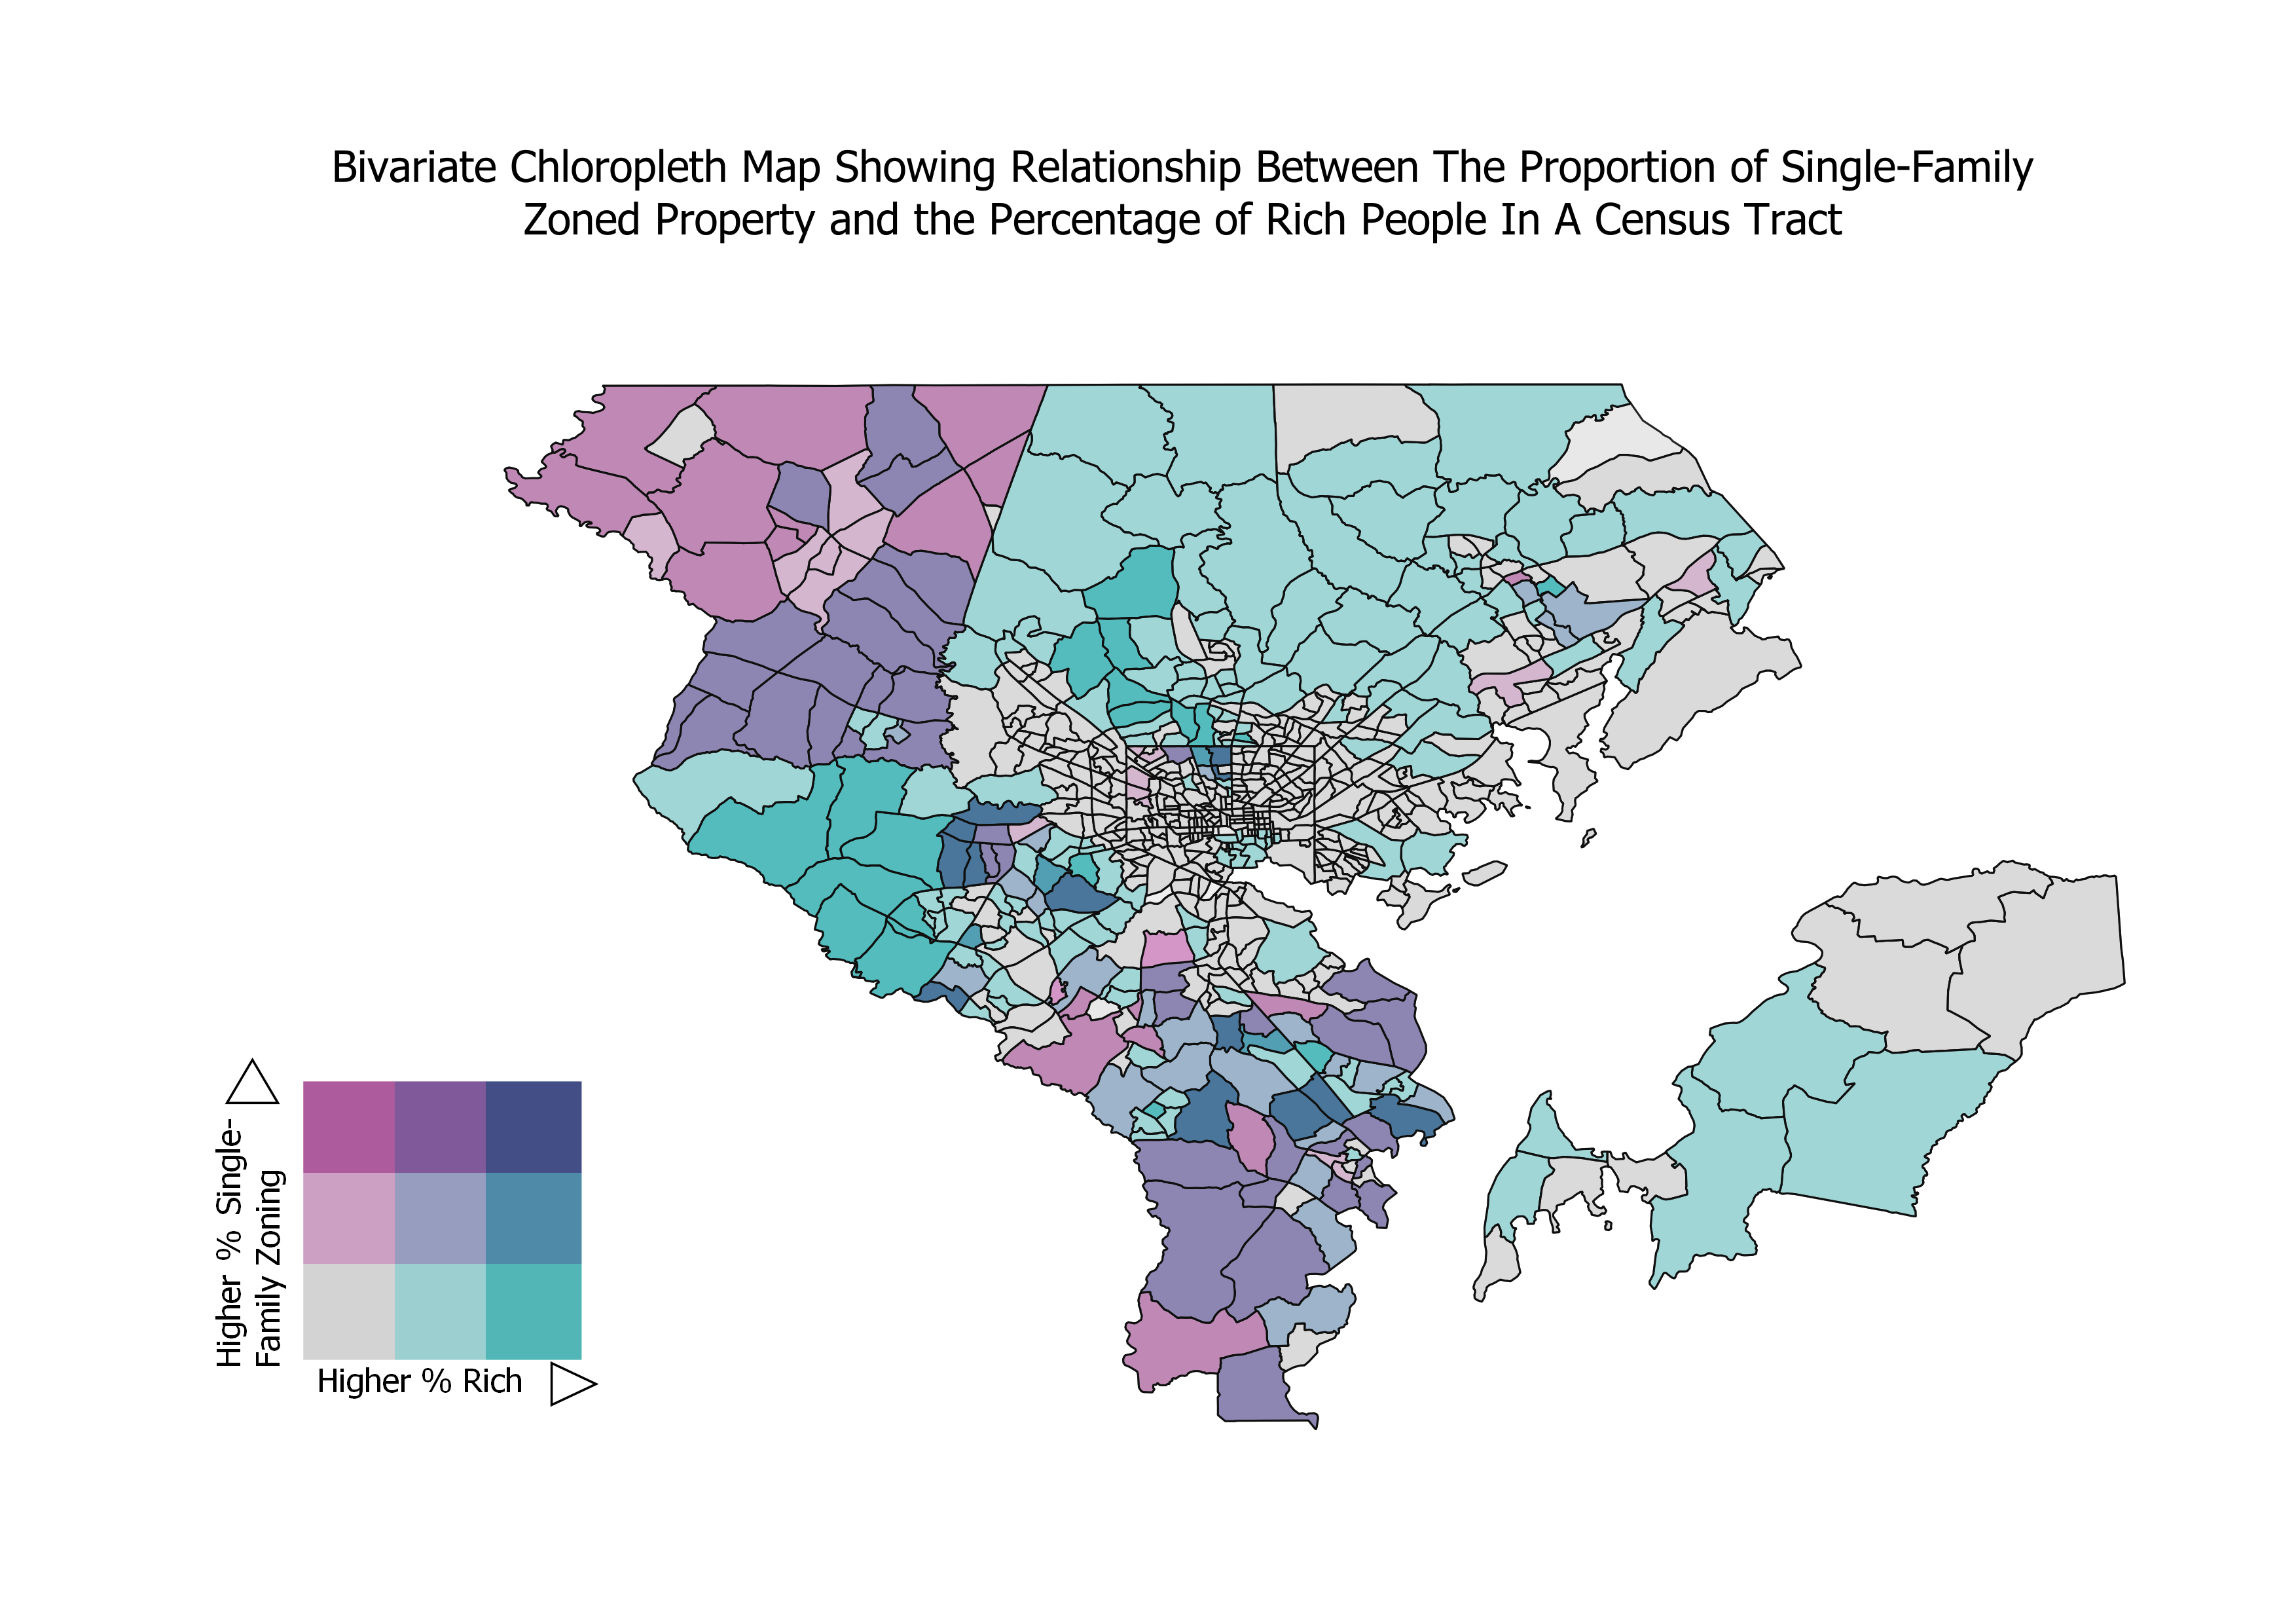 Bivariate Chloropleth Map Showing Relationship Between The Proportion of Single-Family
Zoned Property and the Percentage of Rich People In A Census Tract
Higher % Single-
Family Zoning
Higher % Rich